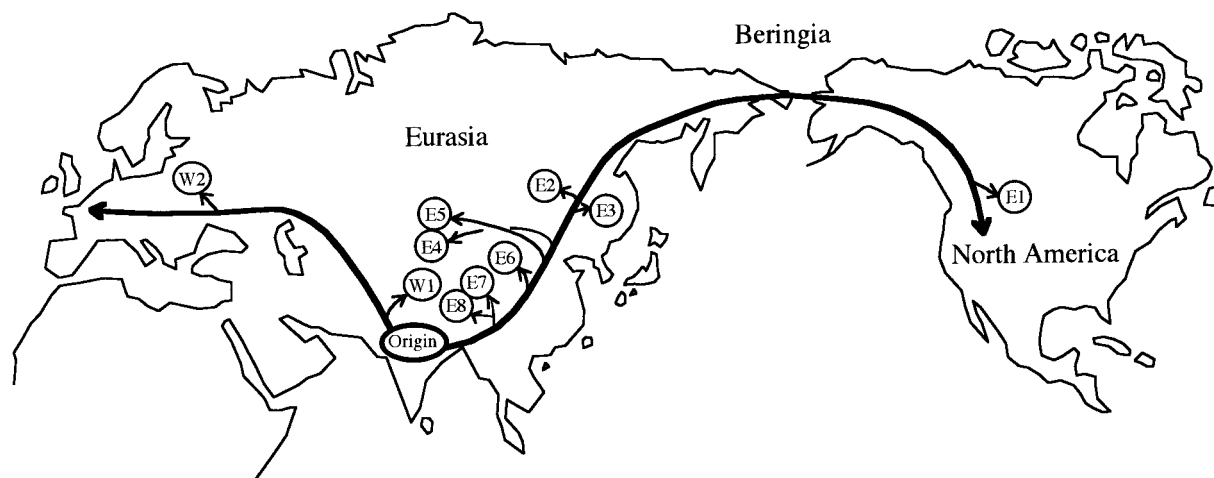 Beringia
Eurasia
W2
E2
E5
E3
E1
E4
North America
E6
W1
E7
E8
Origin